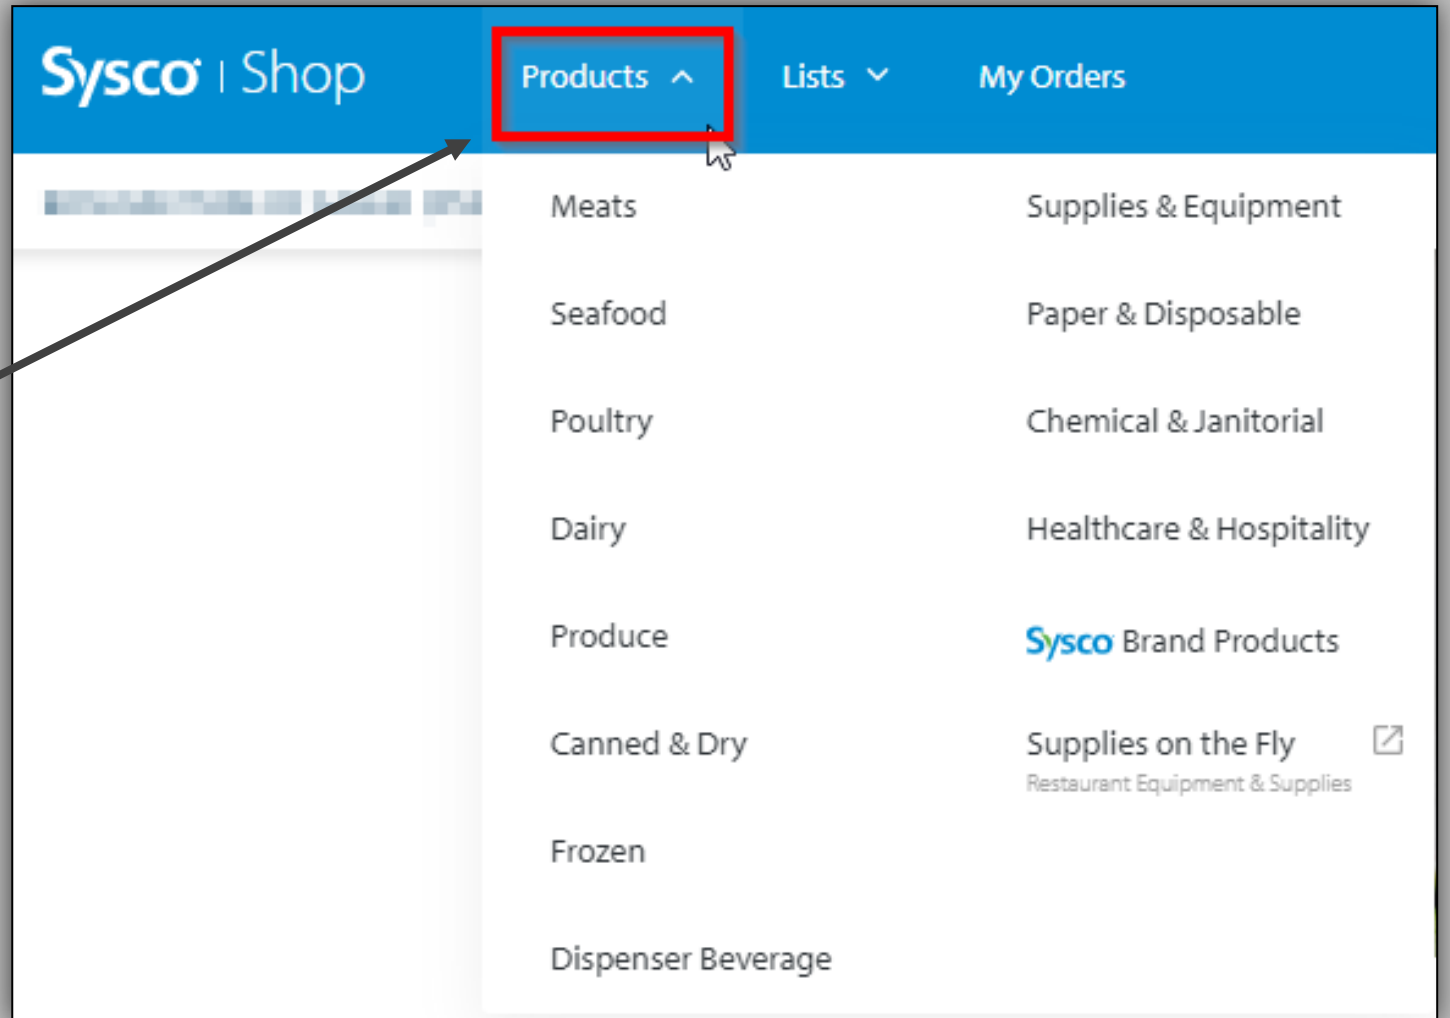 Sysco | Shop
Products
Lists
My Orders
Meats
Seafood
Poultry
Dairy
Produce
Canned & Dry
Frozen
Dispenser Beverage
Supplies & Equipment
Paper & Disposable
Chemical & Janitorial
Healthcare & Hospitality
Sysco Brand Products
Supplies on the Fly
Restaurant Equipment & Supplies